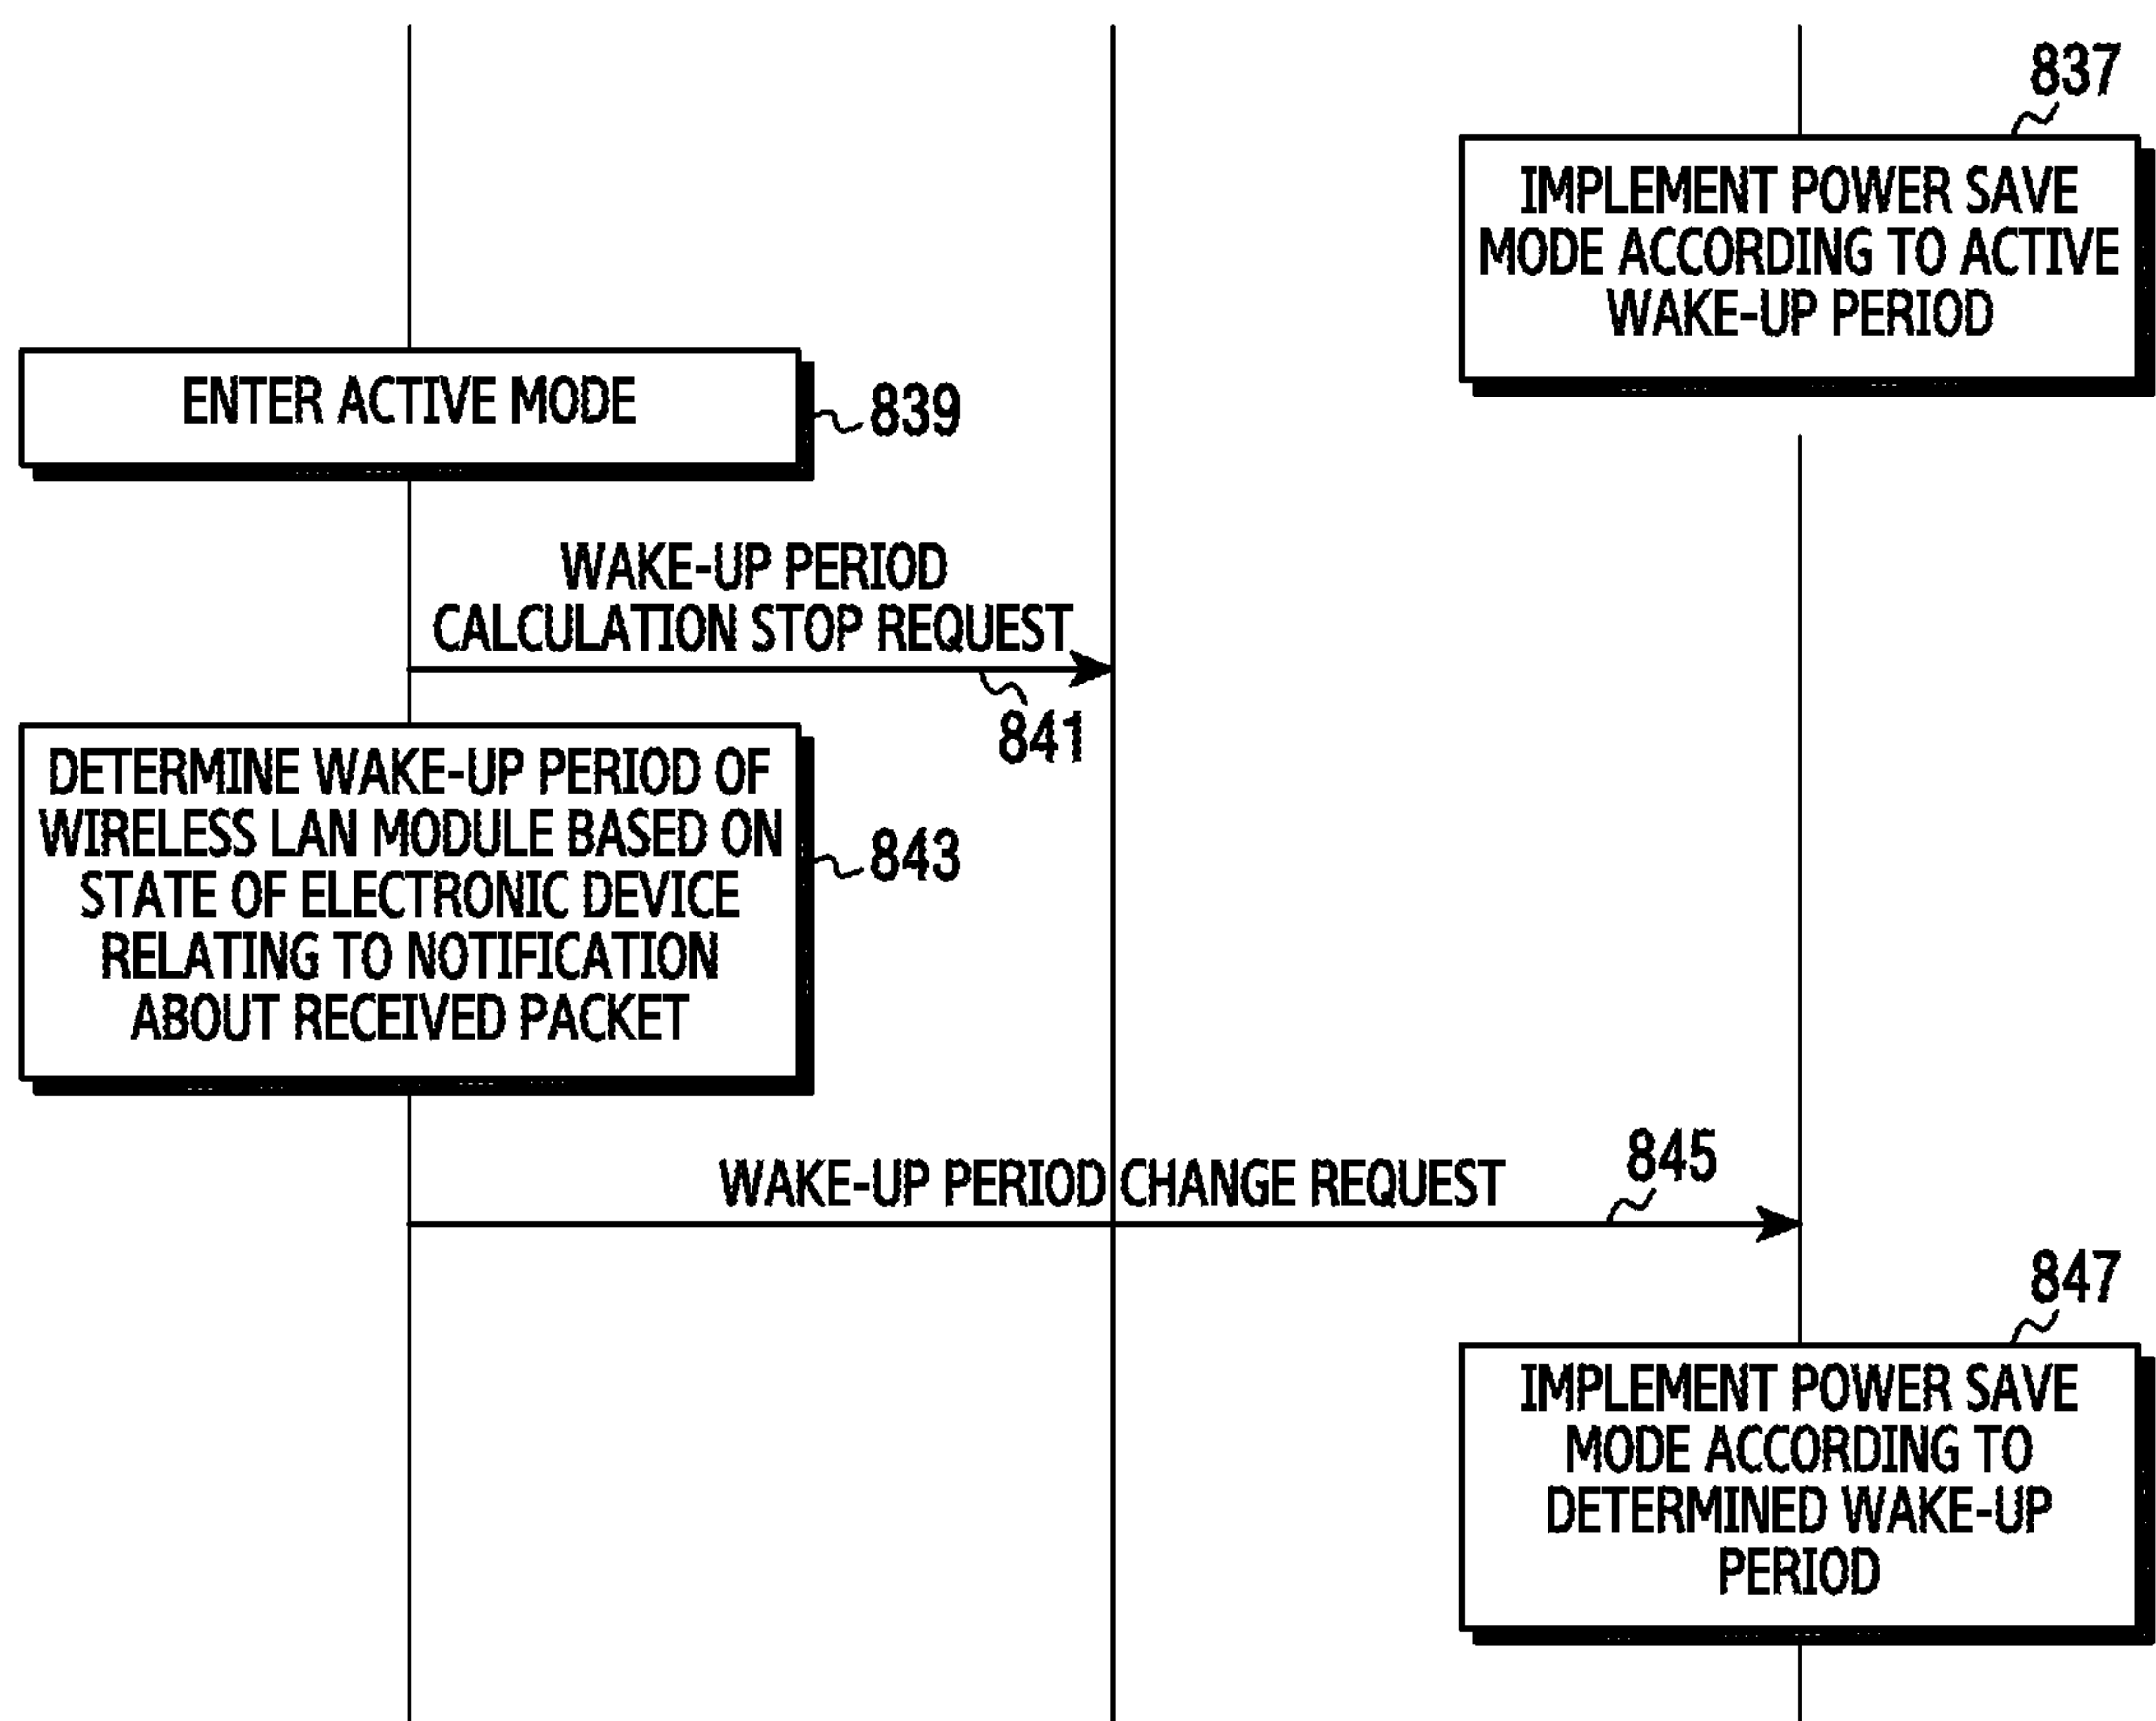 837
IMPLEMENT POWER SAVE
MODE ACCORDING TO ACTIVE
WAKE-UP PERIOD
ENTER ACTIVE MODE
839
WAKE-UP PERIOD
CALCULATION STOP REQUEST
841
DETERMINE WAKE-UP PERIOD OF
WIRELESS LAN MODULE BASED ON
STATE OF ELECTRONIC DEVICE
RELATING TO NOTIFICATION
ABOUT RECEIVED PACKET
843
WAKE-UP PERIOD CHANGE REQUEST
845
847
IMPLEMENT POWER SAVE
MODE ACCORDING TO
DETERMINED WAKE-UP
PERIOD